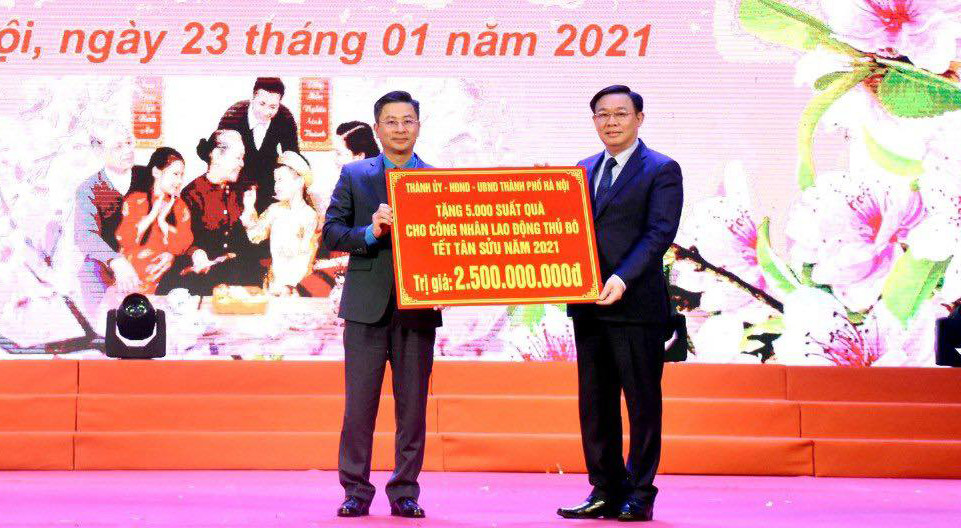 ội, ngày 23 tháng 01 năm 2021
THÀNH ỦY - HĐND - UBND THÀNH PHỐ HÀ NỘI
TẶNG 5.000 SUẤT QUÀ
CHO CÔNG NHÂN LAO ĐỘNG THỦ ĐÔ
TẾT TÂN SỬU NĂM 2021
Trị giá: 2.500.000.000đ